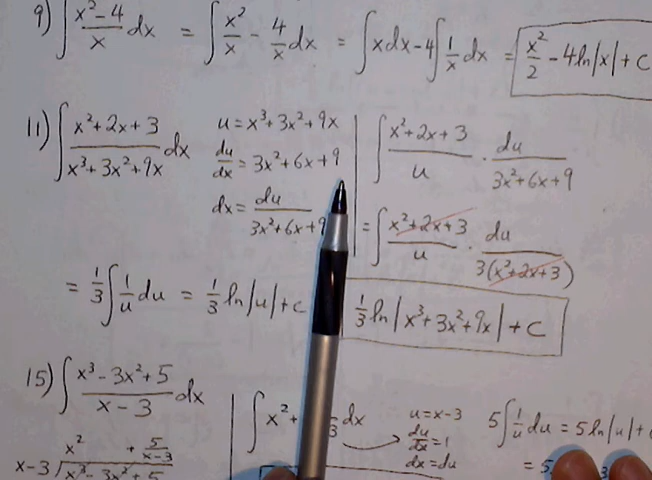 9) ∫ (x²-4)/x dx = ∫ x²/x - 4/x dx = ∫ x dx - 4 ∫ 1/x dx = x²/2 - 4 ln|x| + C
11) ∫ (x²+2x+3)/(x³+3x²+9x) dx
u = x³+3x²+9x
du/dx = 3x²+6x+9
dx = du/(3x²+6x+9
∫ (x²+2x+3)/u · du/(3x²+6x+9)
= ∫ (x²+2x+3)/u · du/(3(x²+2x+3))
= 1/3 ∫ 1/u du = 1/3 ln|u| + C
1/3 ln|x³+3x²+9x| + C
15) ∫ (x³-3x²+5)/(x-3) dx
x² + 5/(x-3)
x-3 x³-3x²+5
∫ x² + dx
u = x-3
du/dx = 1
dx = du
5 ∫ 1/u du = 5 ln|u| +
= 5